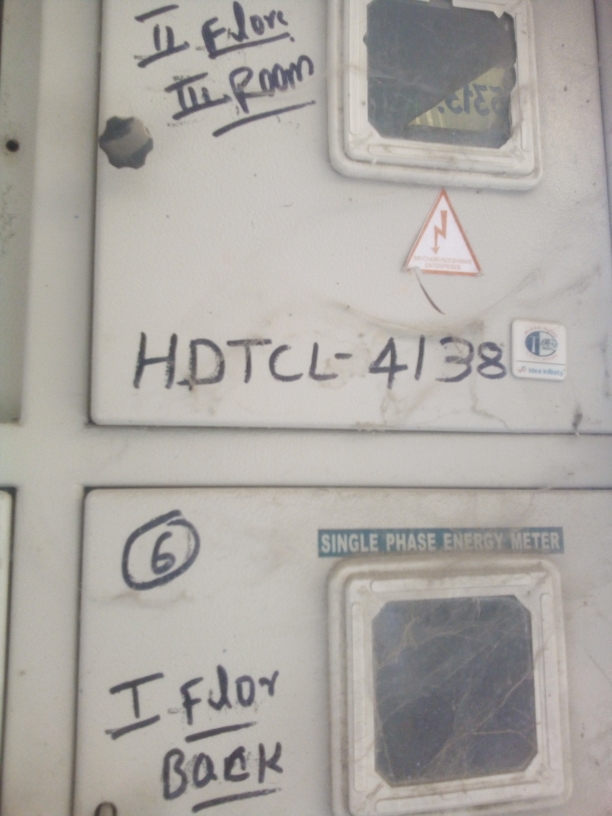 II Flore
III Room
HDTCL-4138
6
SINGLE PHASE ENERGY METER
I Flor
Back